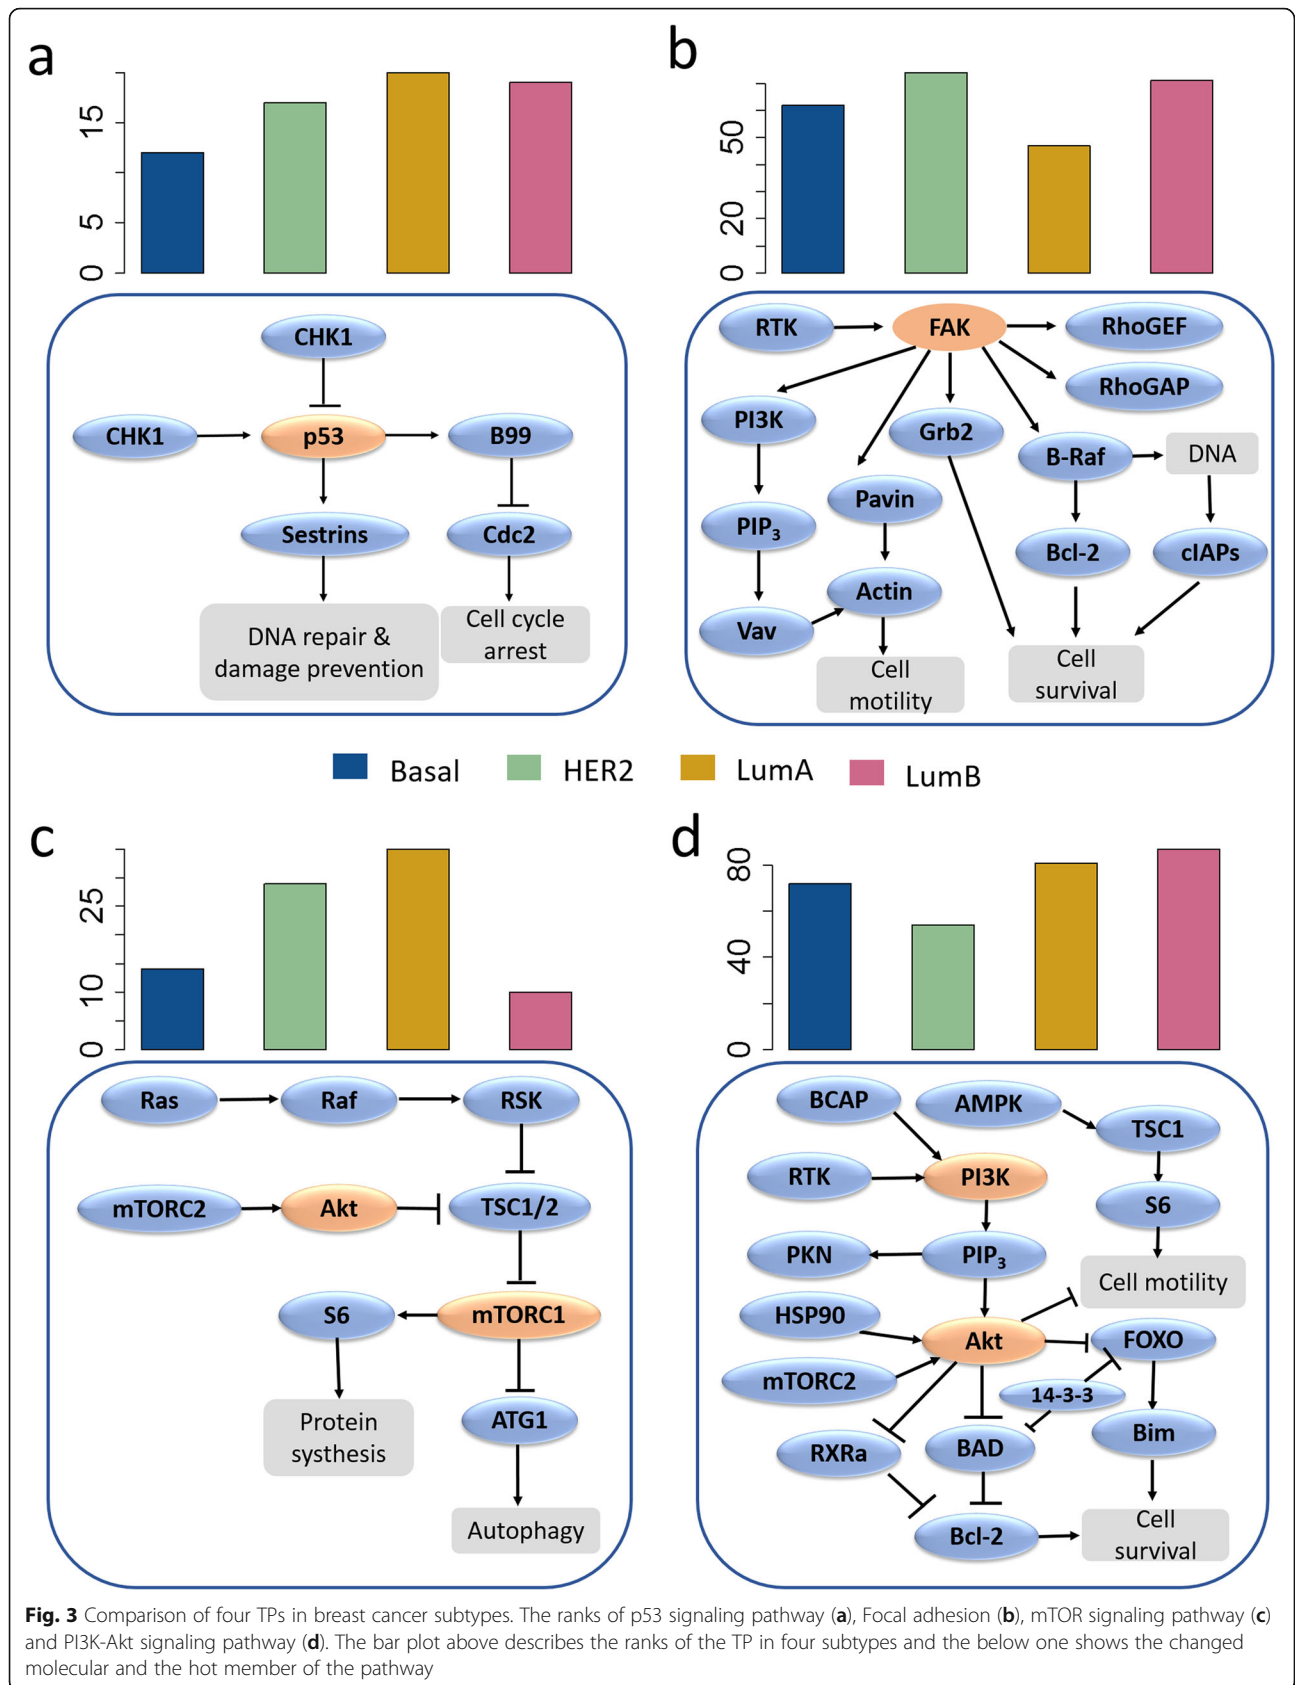 a
15
5
0
CHK1
CHK1
p53
B99
Sestrins
Cdc2
DNA repair &
damage prevention
Cell cycle
arrest
b
50
20
0
RTK
FAK
RhoGEF
RhoGAP
PI3K
Grb2
B-Raf
DNA
Pavin
PIP3
Bcl-2
cIAPs
Actin
Vav
Cell
motility
Cell
survival
Basal
HER2
LumA
LumB
c
25
10
0
Ras
Raf
RSK
mTORC2
Akt
TSC1/2
S6
mTORC1
Protein
systhesis
ATG1
Autophagy
d
80
40
0
BCAP
AMPK
TSC1
RTK
PI3K
S6
PKN
PIP3
Cell motility
HSP90
Akt
FOXO
mTORC2
14-3-3
RXRa
BAD
Bim
Bcl-2
Cell
survival
Fig. 3 Comparison of four TPs in breast cancer subtypes. The ranks of p53 signaling pathway (a), Focal adhesion (b), mTOR signaling pathway (c)
and PI3K-Akt signaling pathway (d). The bar plot above describes the ranks of the TP in four subtypes and the below one shows the changed
molecular and the hot member of the pathway